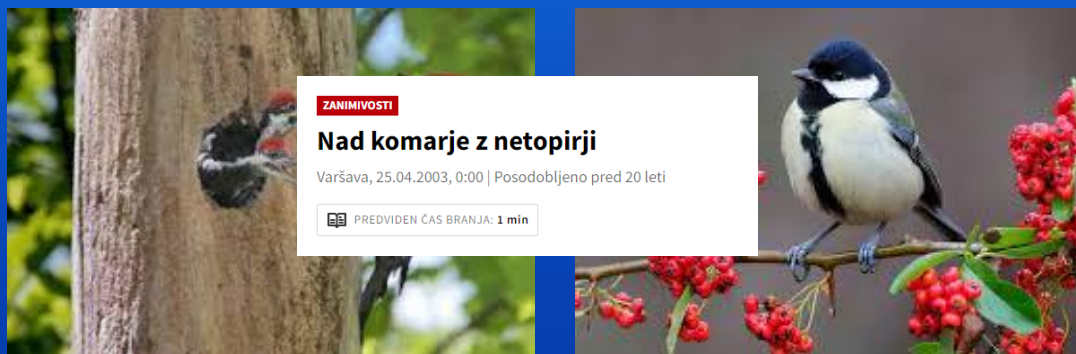 ZANIMIVOSTI
Nad komarje z netopirji
Varšava, 25.04.2003, 0:00 | Posodobljeno pred 20 leti
PREDVIDEN ČAS BRANJA: 1 min